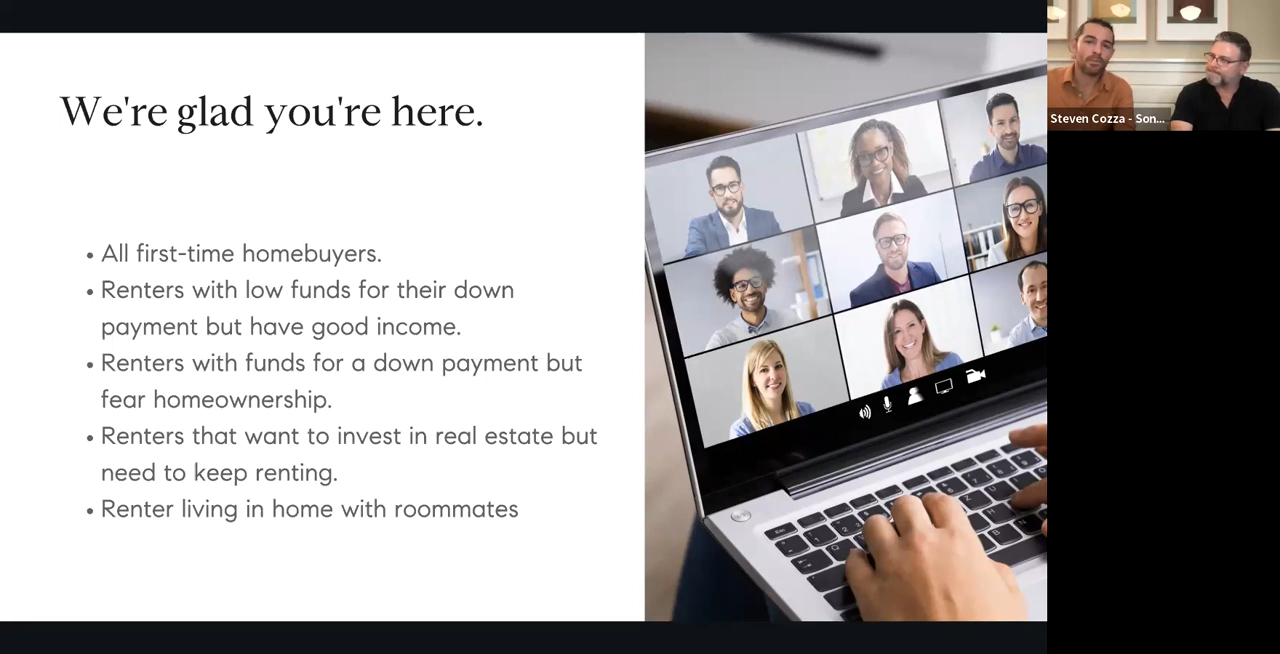 We're glad you're here.
• All first-time homebuyers.
• Renters with low funds for their down
payment but have good income.
• Renters with funds for a down payment but
fear homeownership.
• Renters that want to invest in real estate but
need to keep renting.
• Renter living in home with roommates
Steven Cozza - Son...